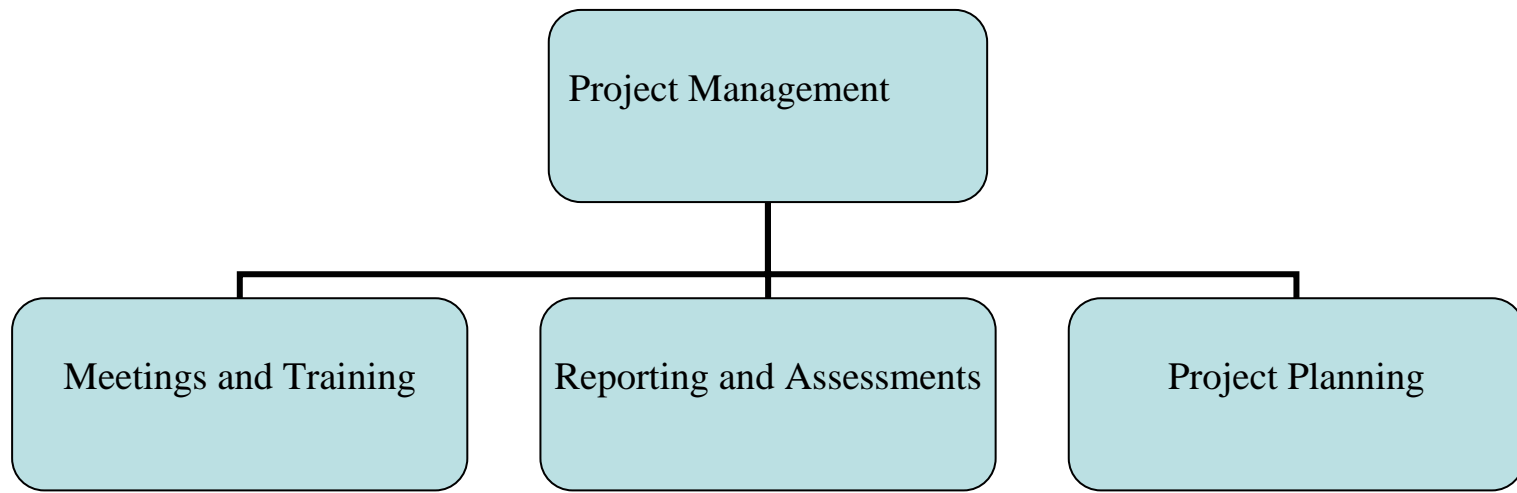 Project Management
Meetings and Training
Reporting and Assessments
Project Planning